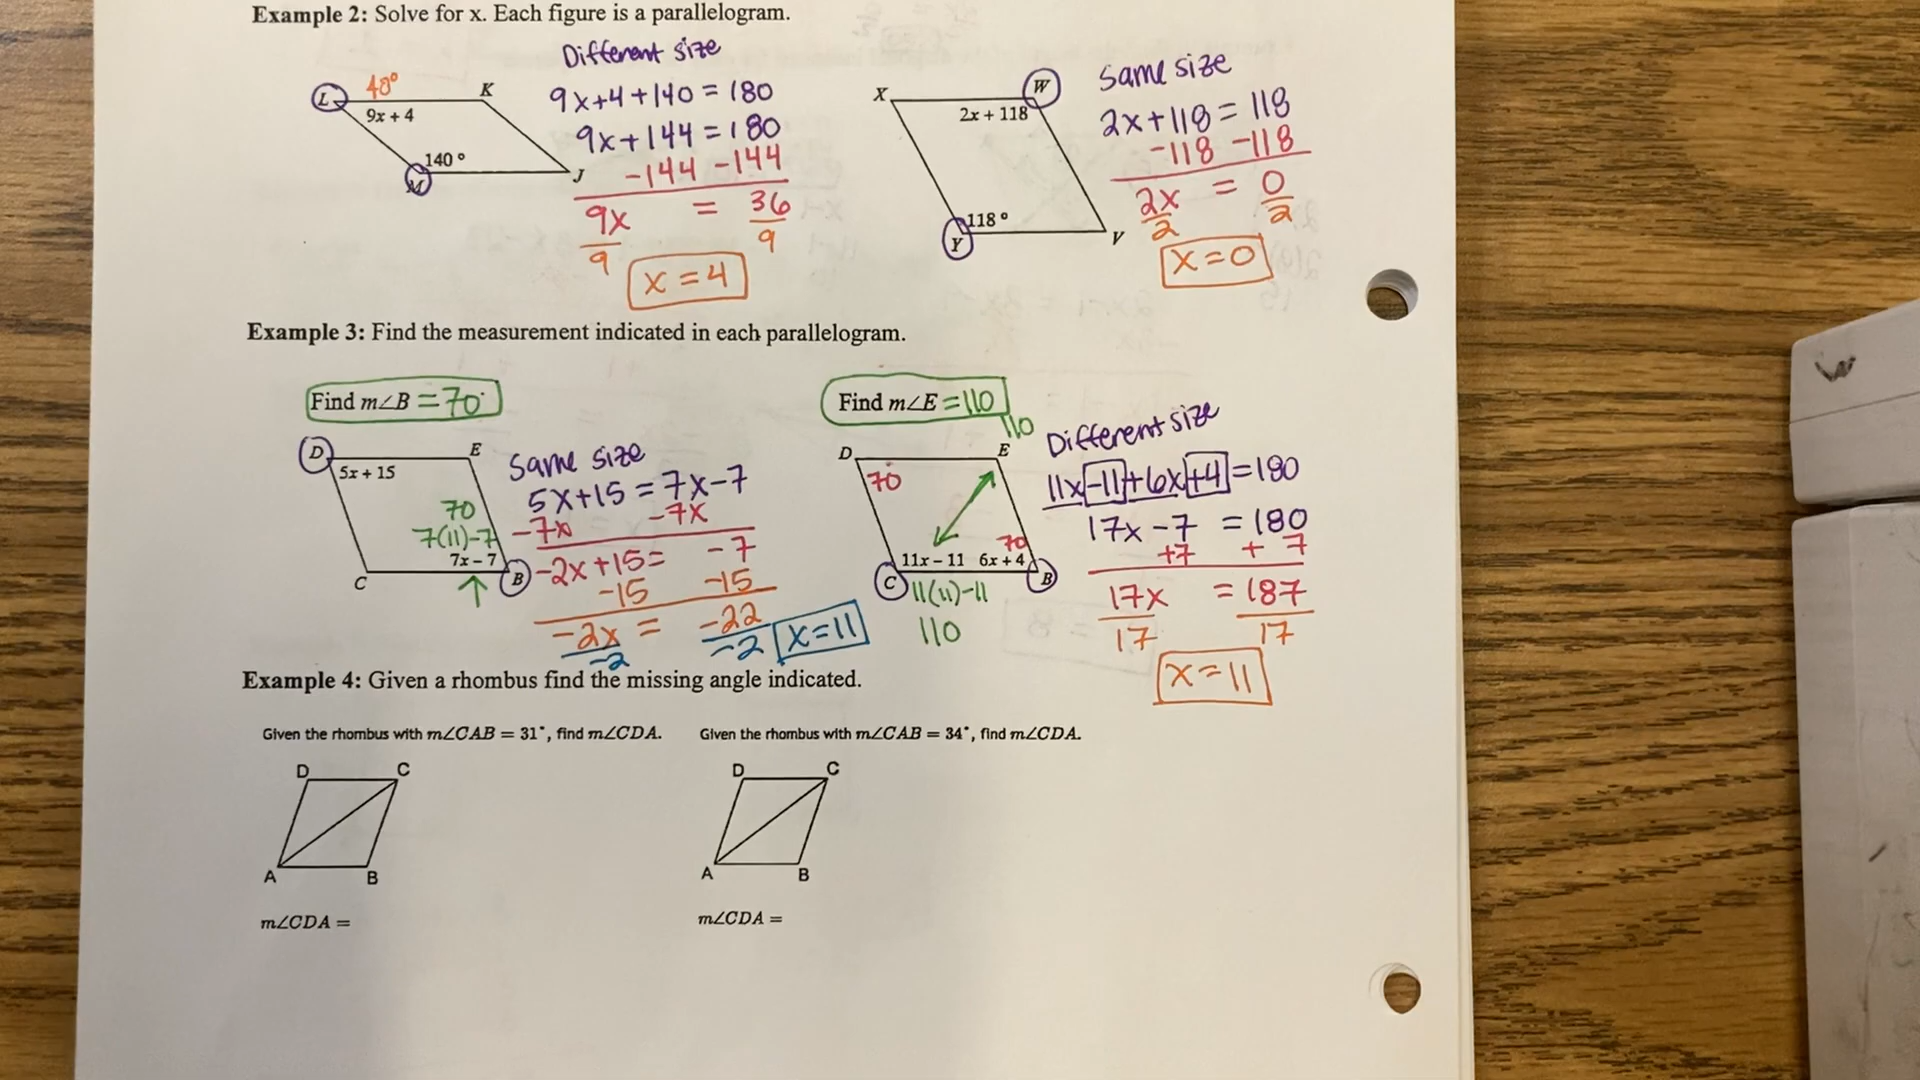 Example 2: Solve for x. Each figure is a parallelogram.
Different size
L 48° K
9x + 4
140 °
M J
9x+4+140 = 180
9x+144 = 180
-144 -144
9x = 36
9 9
x = 4
X W
2x + 118
118 °
Y V
Same size
2x+118 = 118
-118 -118
2x = 0
2 2
x=0
Example 3: Find the measurement indicated in each parallelogram.
Find m∠B = 70°
D E
5x + 15
70
7(11)-7
7x – 7
C B
Same size
5x+15 = 7x-7
-7x -7x
-2x+15= -7
-15 -15
-2x = -22
-2 -2
x=11
Find m∠E = 110
110
D E
70
70
11x – 11 6x + 4
C B
11(11)-11
110
Different size
11x-11+6x+4=180
17x-7 = 180
+7 + 7
17x = 187
17 17
x=11
Example 4: Given a rhombus find the missing angle indicated.
Given the rhombus with m∠CAB = 31°, find m∠CDA.
D C
A B
m∠CDA =
Given the rhombus with m∠CAB = 34°, find m∠CDA.
D C
A B
m∠CDA =
W